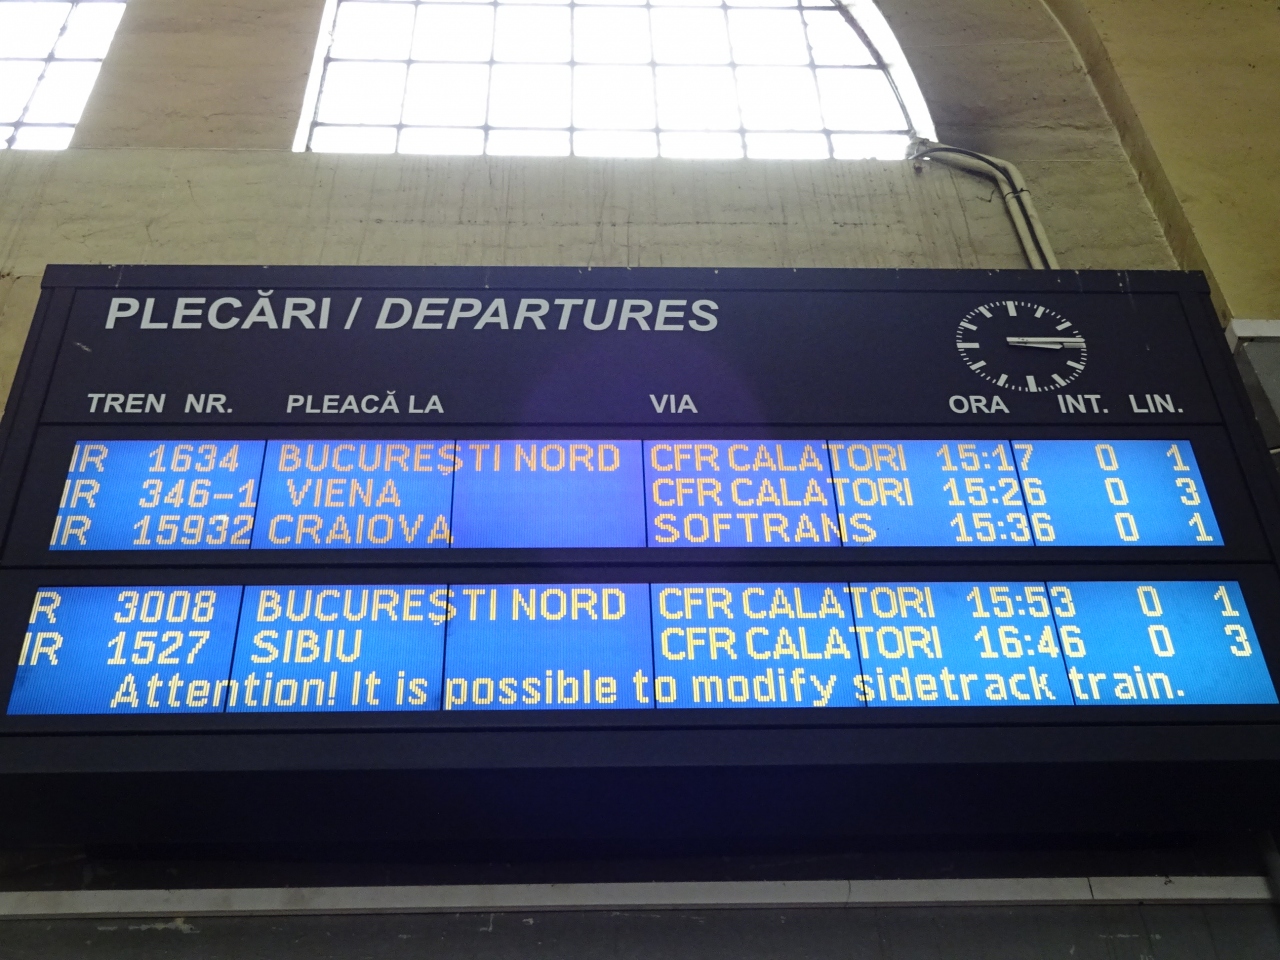 PLECĂRI / DEPARTURES
TREN NR. PLEACĂ LA VIA ORA INT. LIN.
IR 1634 BUCUREȘTI NORD CFR CALATORI 15:17 0 1
IR 346-1 VIENA CFR CALATORI 15:26 0 3
IR 15932 CRAIOVA SOFTRANS 15:36 0 1
R 3008 BUCUREȘTI NORD CFR CALATORI 15:53 0 1
IR 1527 SIBIU CFR CALATORI 16:46 0 3
Attention! It is possible to modify sidetrack train.